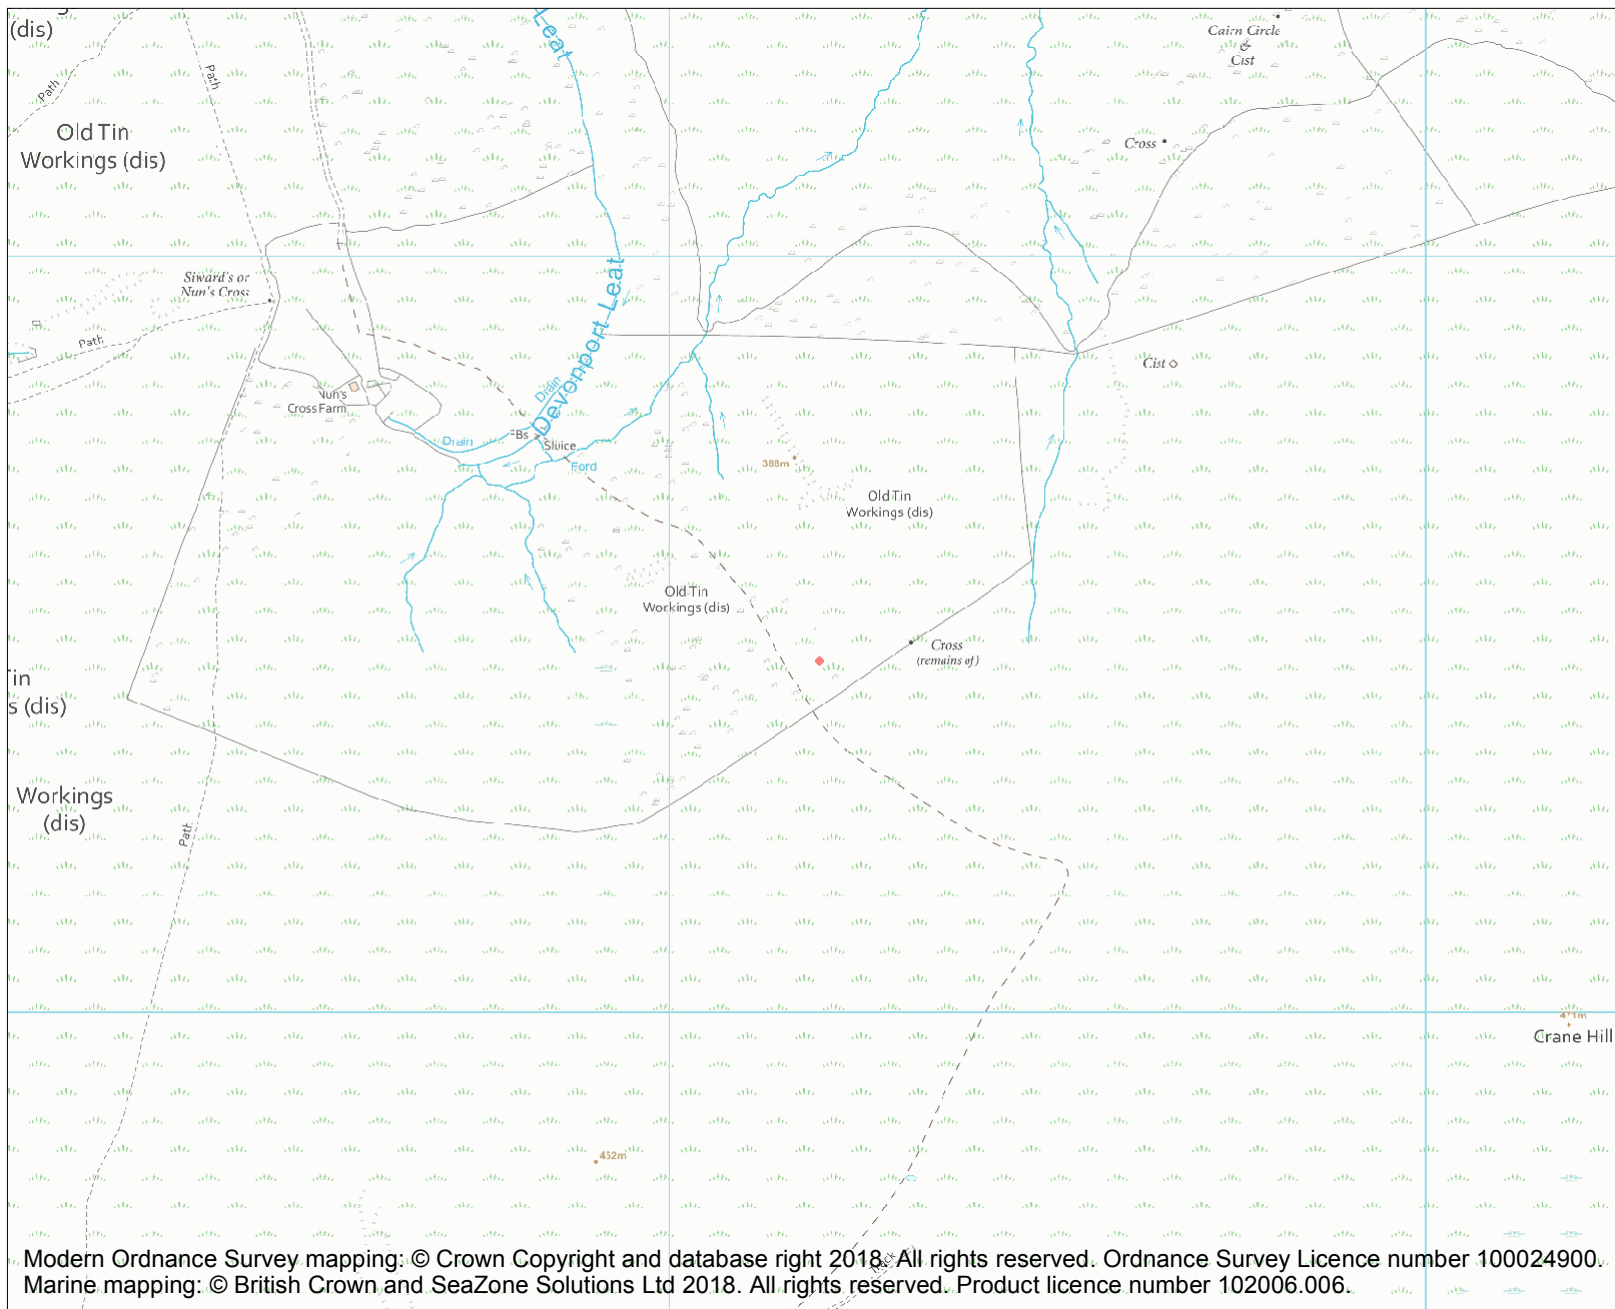 (dis)
Leat
Cairn Circle
&
Cist
Path
Path
Old Tin
Workings (dis)
Cross
Siward's or
Nun's Cross
Devonport Leat
Path
Cist
Drain
Nun's
Cross Farm
FBs
Sluice
Drain
Ford
388m
Old Tin
Workings (dis)
Old Tin
Workings (dis)
Cross
(remains of)
Workings
(dis)
Path
471m
Crane Hill
452m
Track
Modern Ordnance Survey mapping: © Crown Copyright and database right 2018. All rights reserved. Ordnance Survey Licence number 100024900.
Marine mapping: © British Crown and SeaZone Solutions Ltd 2018. All rights reserved. Product licence number 102006.006.